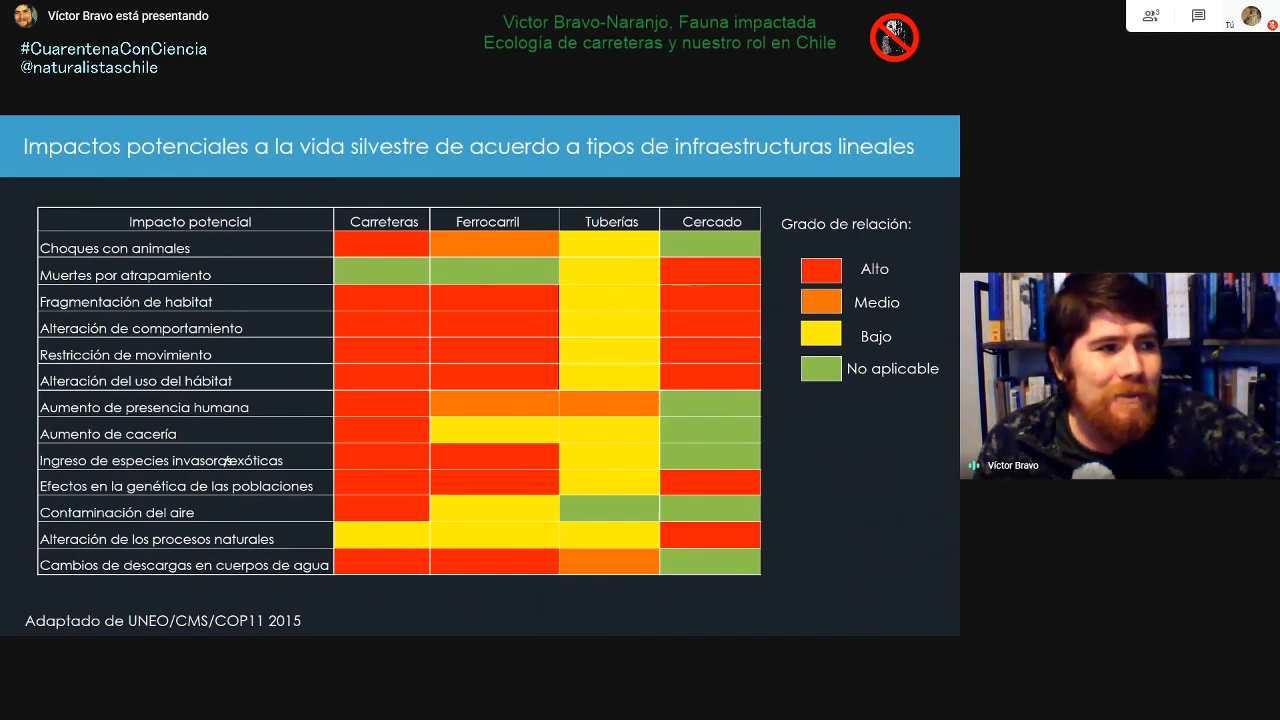 Víctor Bravo está presentando
#CuarentenaConCiencia
@naturalistaschile
Victor Bravo-Naranjo, Fauna impactada
Ecología de carreteras y nuestro rol en Chile
3
Tú
Impactos potenciales a la vida silvestre de acuerdo a tipos de infraestructuras lineales
Impacto potencial Carreteras Ferrocarril Tuberías Cercado
Choques con animales
Muertes por atrapamiento
Fragmentación de habitat
Alteración de comportamiento
Restricción de movimiento
Alteración del uso del hábitat
Aumento de presencia humana
Aumento de cacería
Ingreso de especies invasoras/exóticas
Efectos en la genética de las poblaciones
Contaminación del aire
Alteración de los procesos naturales
Cambios de descargas en cuerpos de agua
Grado de relación:
Alto
Medio
Bajo
No aplicable
Víctor Bravo
Adaptado de UNEO/CMS/COP11 2015